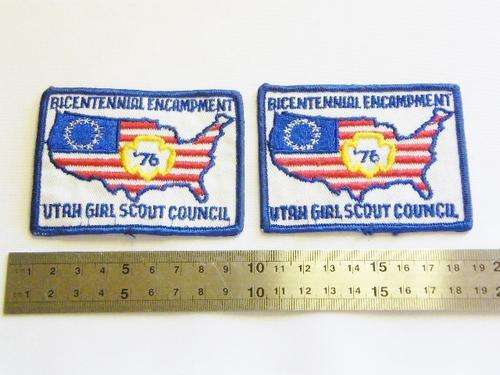 BICENTENNIAL ENCAMPMENT
'76
UTAH GIRL SCOUT COUNCIL
BICENTENNIAL ENCAMPMENT
'76
UTAH GIRL SCOUT COUNCIL
1 2 3 4 5 6 7 8 9 10 11 12 13 14 15 16 17 18 19 2
1 2 3 4 5 6 7 8 9 10 11 12 13 14 15 16 17 18 19 2